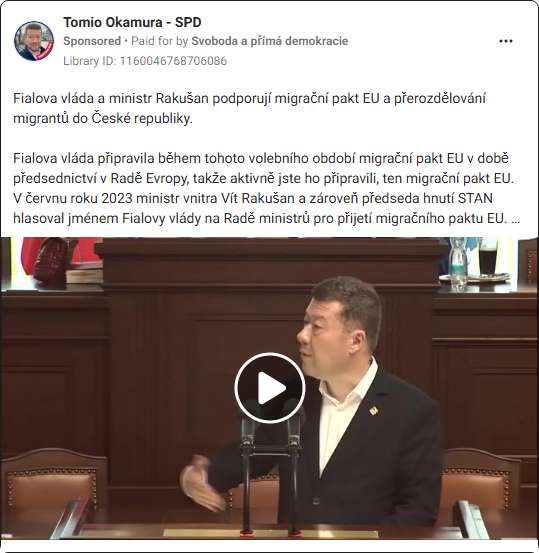 Tomio Okamura - SPD
Sponsored • Paid for by Svoboda a přímá demokracie
Library ID: 1160046768706086
Fialova vláda a ministr Rakušan podporují migrační pakt EU a přerozdělování
migrantů do České republiky.
Fialova vláda připravila během tohoto volebního období migrační pakt EU v době
předsednictví v Radě Evropy, takže aktivně jste ho připravili, ten migrační pakt EU.
V červnu roku 2023 ministr vnitra Vít Rakušan a zároveň předseda hnutí STAN
hlasoval jménem Fialovy vlády na Radě ministrů pro přijetí migračního paktu EU. …